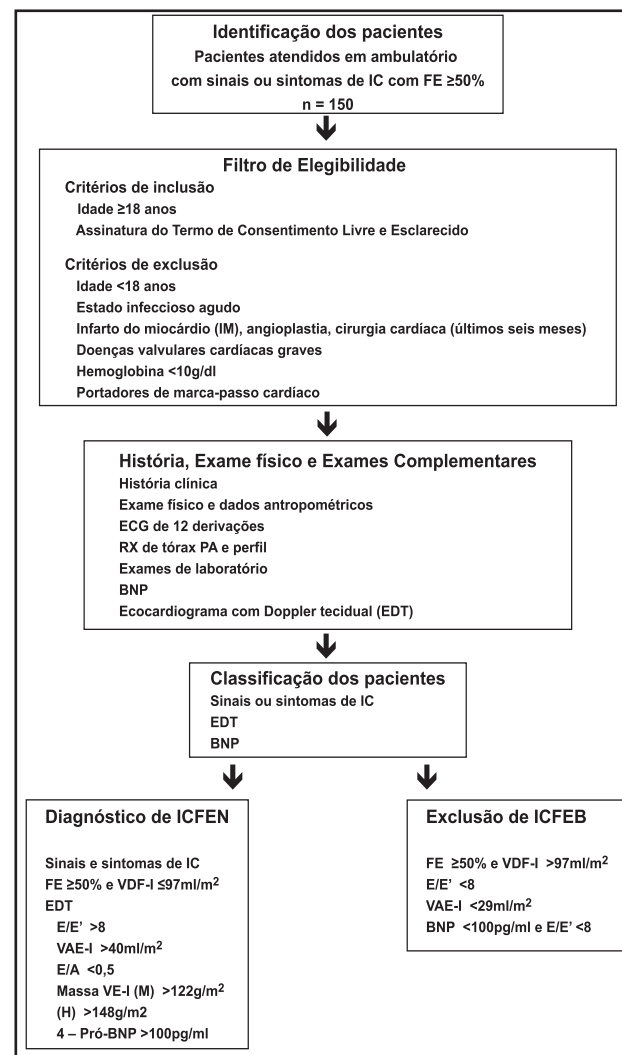 Identificação dos pacientes
Pacientes atendidos em ambulatório
com sinais ou sintomas de IC com FE ≥50%
n = 150
Filtro de Elegibilidade
Critérios de inclusão
Idade ≥18 anos
Assinatura do Termo de Consentimento Livre e Esclarecido
Critérios de exclusão
Idade <18 anos
Estado infeccioso agudo
Infarto do miocárdio (IM), angioplastia, cirurgia cardíaca (últimos seis meses)
Doenças valvulares cardíacas graves
Hemoglobina <10g/dl
Portadores de marca-passo cardíaco
História, Exame físico e Exames Complementares
História clínica
Exame físico e dados antropométricos
ECG de 12 derivações
RX de tórax PA e perfil
Exames de laboratório
BNP
Ecocardiograma com Doppler tecidual (EDT)
Classificação dos pacientes
Sinais ou sintomas de IC
EDT
BNP
Diagnóstico de ICFEN
Sinais e sintomas de IC
FE ≥50% e VDF-I ≤97ml/m²
EDT
E/E' >8
VAE-I >40ml/m²
E/A <0,5
Massa VE-I (M) >122g/m²
(H) >148g/m2
4 – Pró-BNP >100pg/ml
Exclusão de ICFEB
FE ≥50% e VDF-I >97ml/m²
E/E' <8
VAE-I <29ml/m²
BNP <100pg/ml e E/E' <8